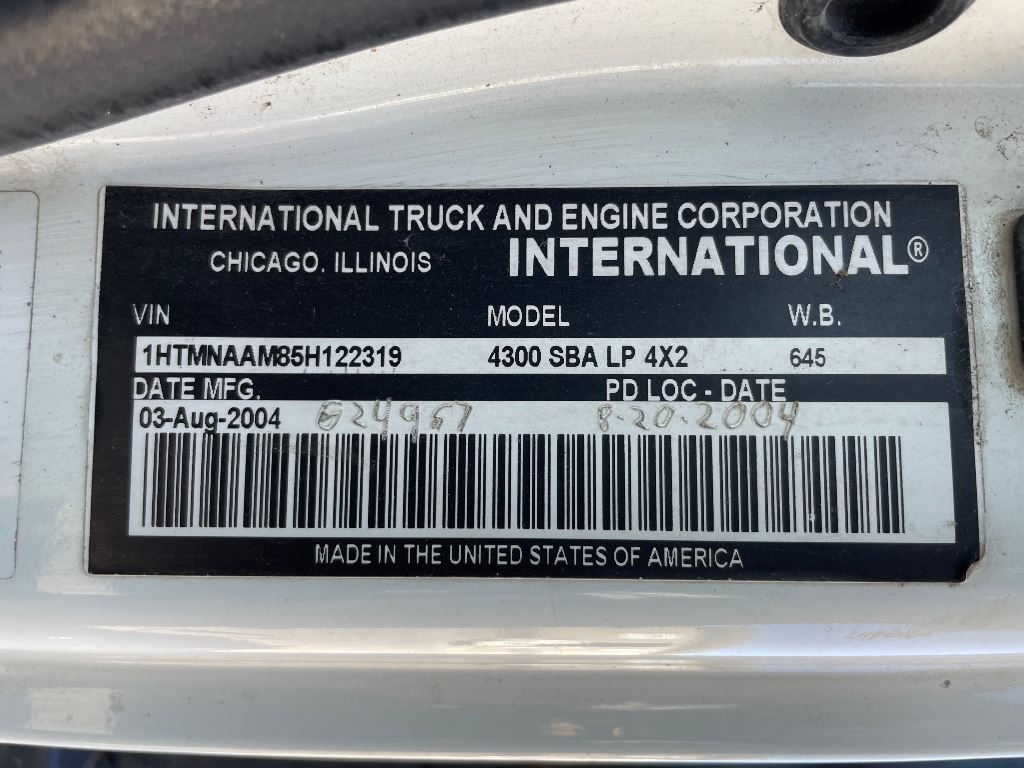 INTERNATIONAL TRUCK AND ENGINE CORPORATION
CHICAGO, ILLINOIS INTERNATIONAL®
VIN MODEL W.B.
1HTMNAAM85H122319 4300 SBA LP 4X2 645
DATE MFG. PD LOC - DATE
03-Aug-2004 8-20-2004
MADE IN THE UNITED STATES OF AMERICA